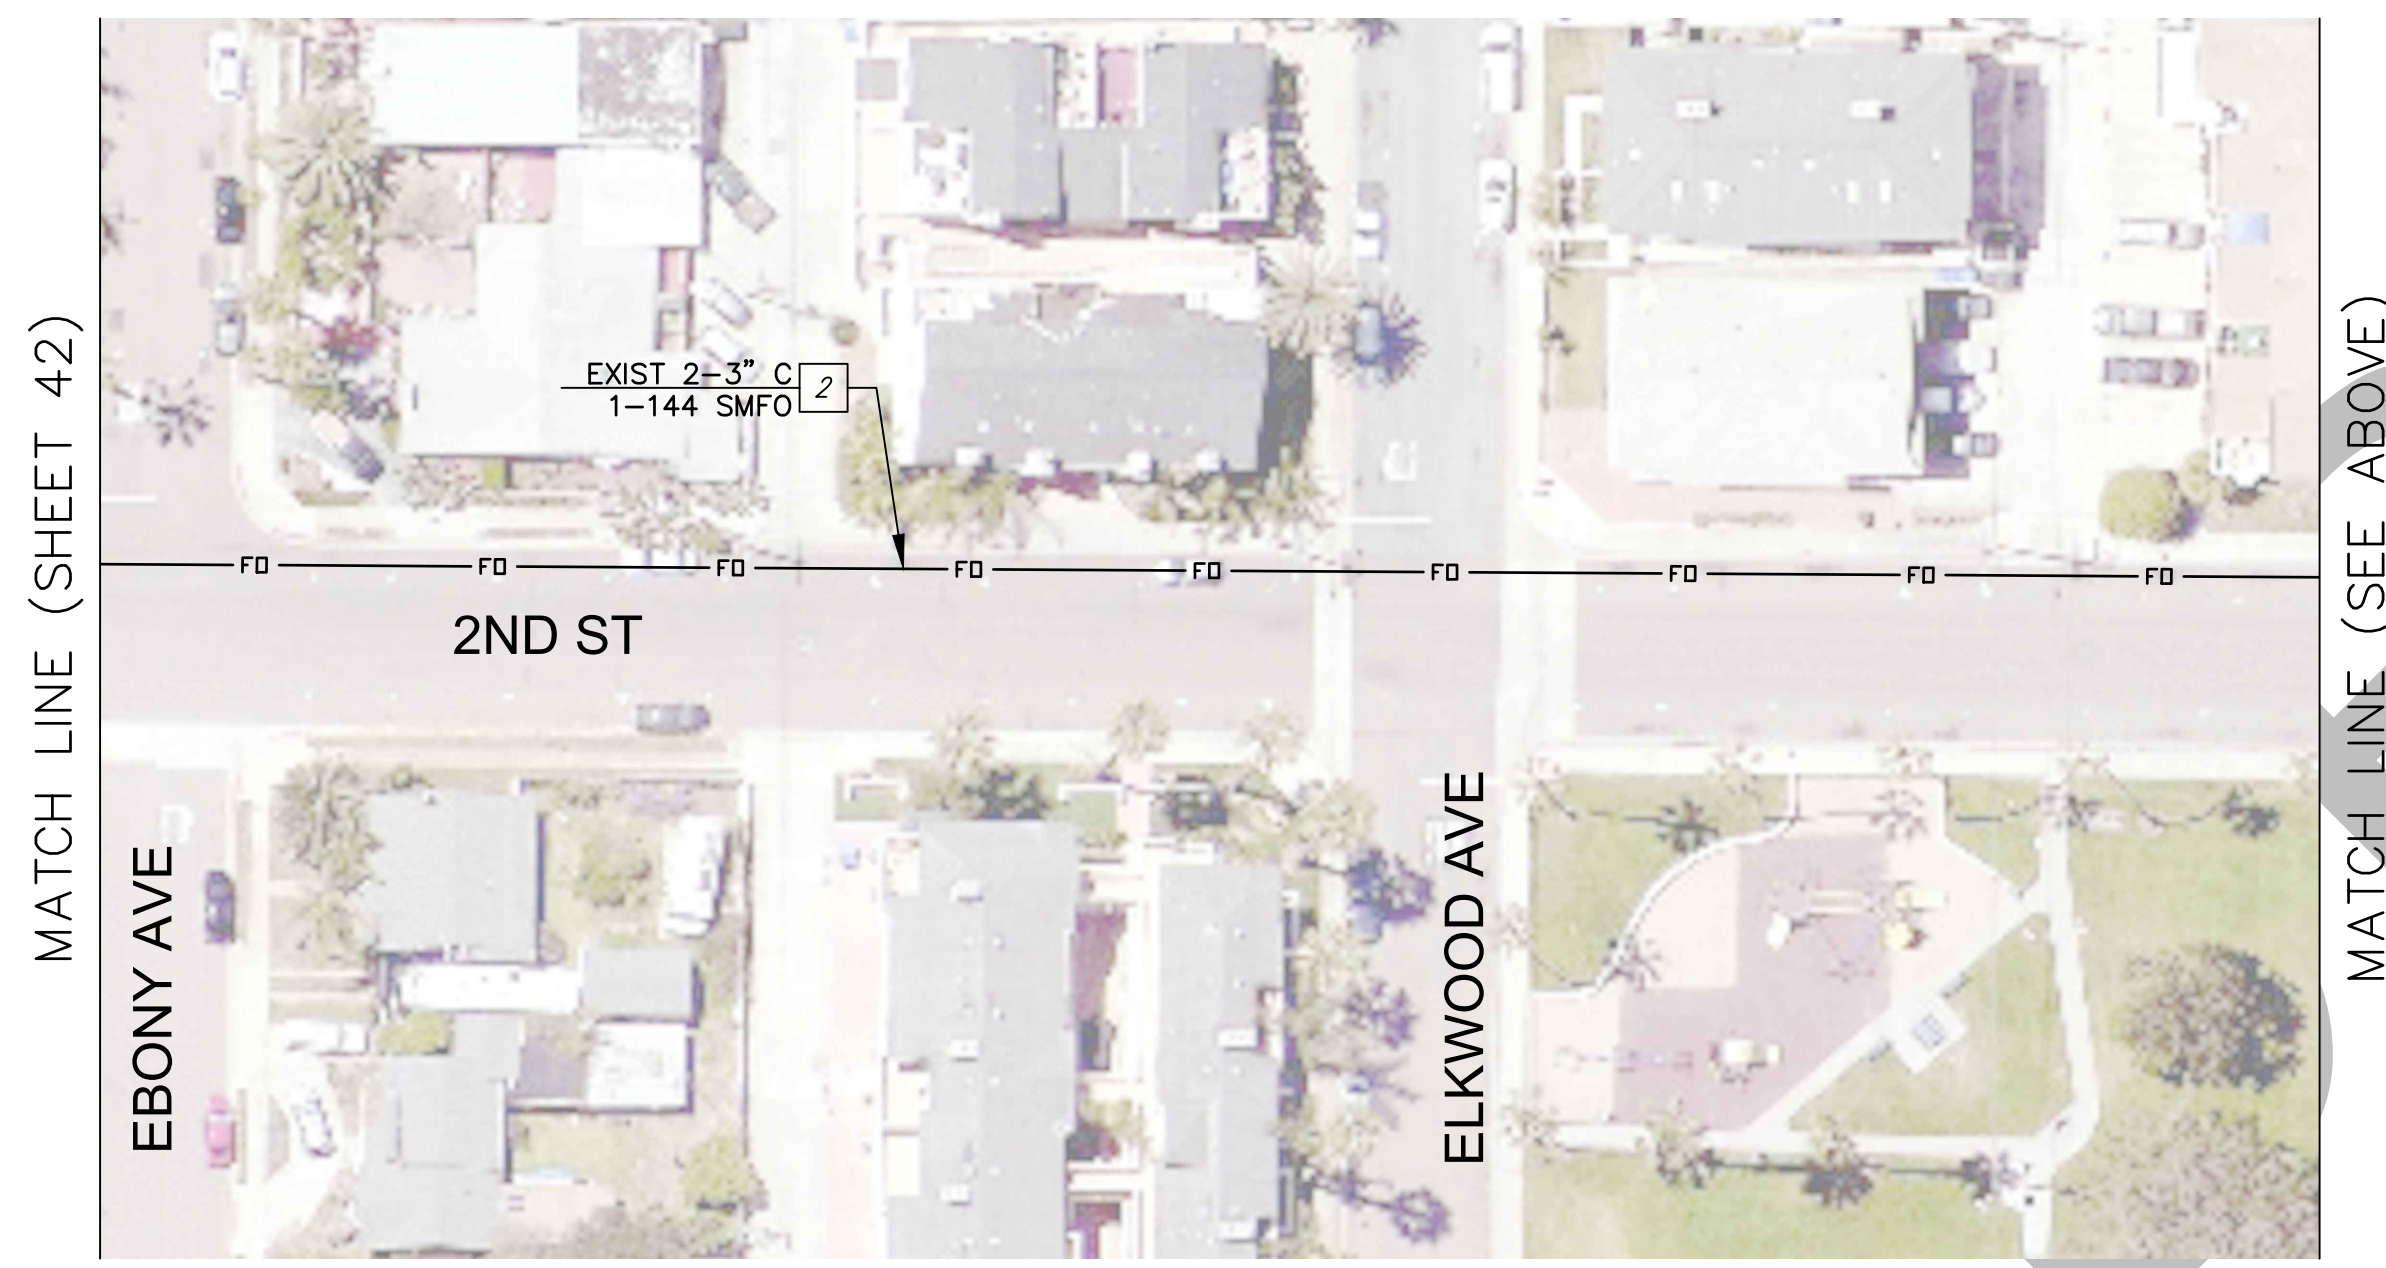 MATCH LINE (SHEET 42)
EXIST 2-3" C
1-144 SMFO
2
FO FO FO FO FO FO FO FO FO
2ND ST
EBONY AVE
ELKWOOD AVE
MATCH LINE (SEE ABOVE)